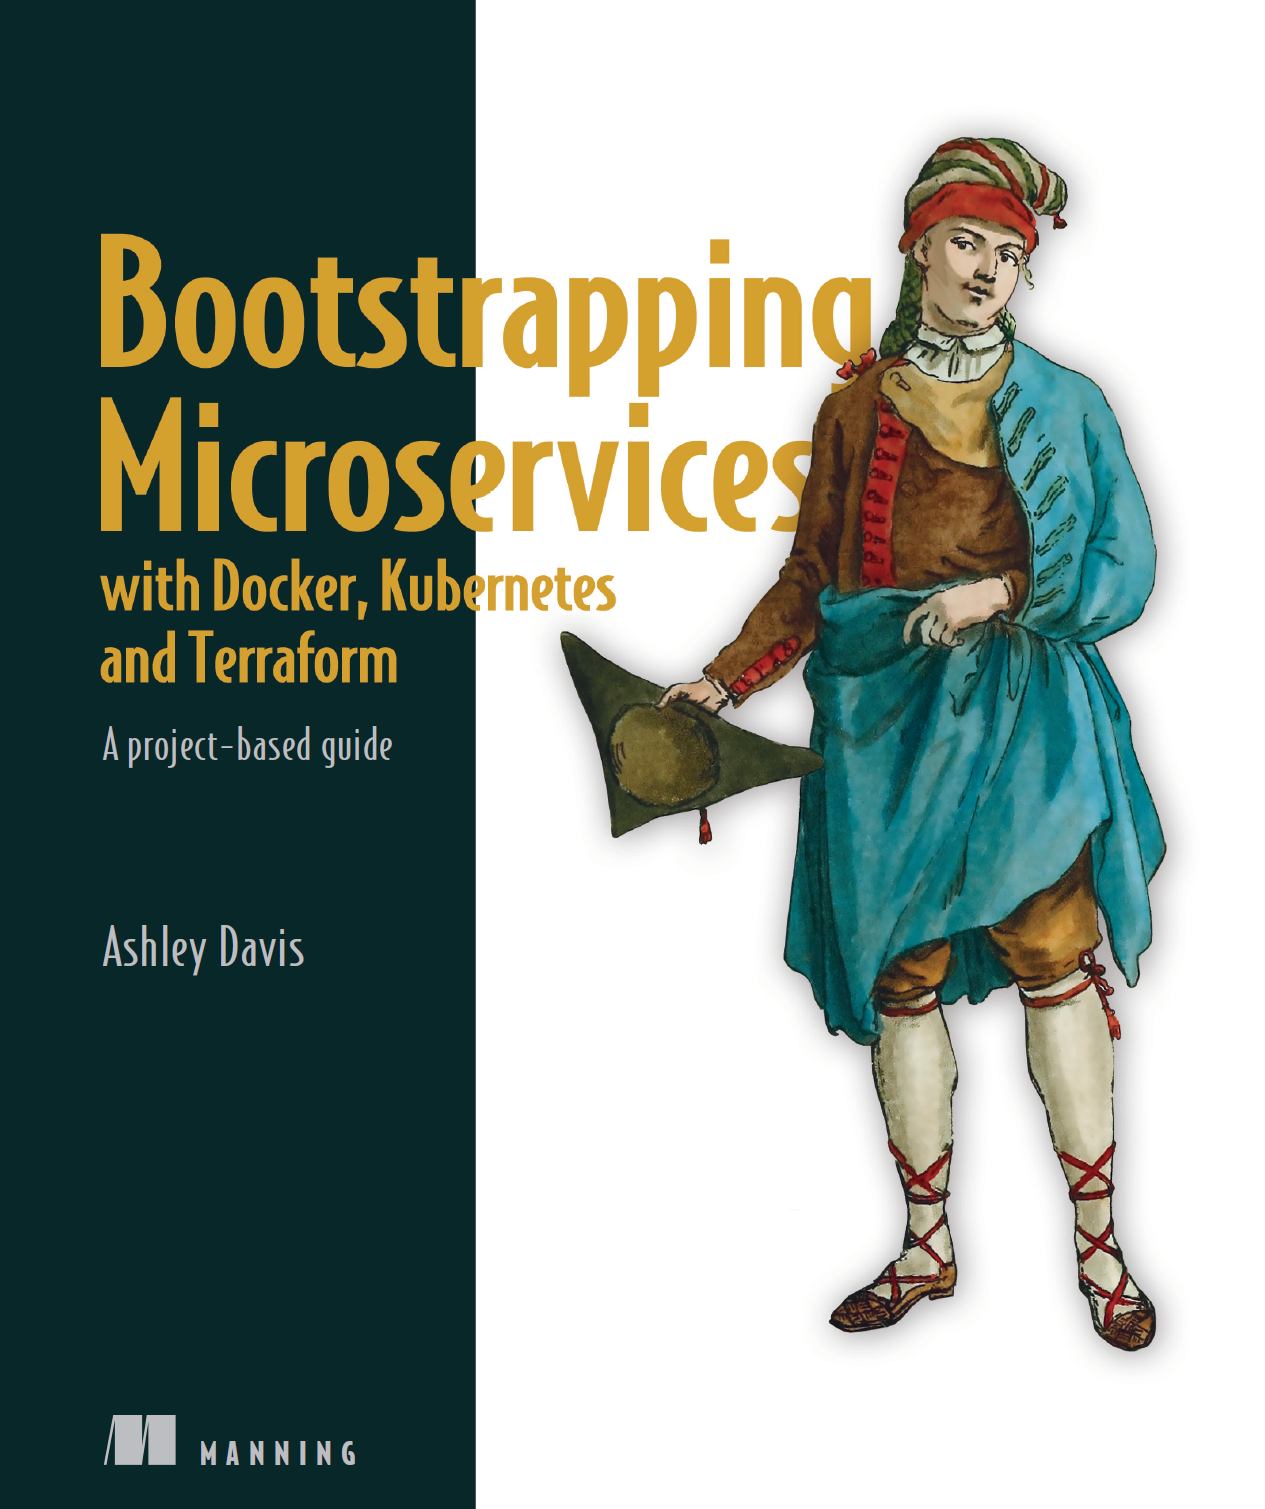 Bootstrapping
Microservices
with Docker, Kubernetes
and Terraform
A project-based guide
Ashley Davis
MANNING